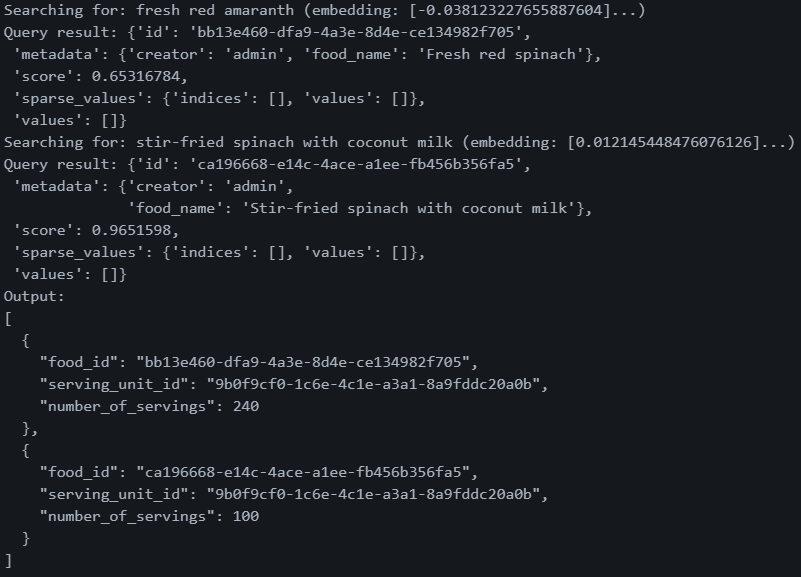 Searching for: fresh red amaranth (embedding: [-0.038123227655887604]...)
Query result: {'id': 'bb13e460-dfa9-4a3e-8d4e-ce134982f705',
 'metadata': {'creator': 'admin', 'food_name': 'Fresh red spinach'},
 'score': 0.65316784,
 'sparse_values': {'indices': [], 'values': []},
 'values': []}
Searching for: stir-fried spinach with coconut milk (embedding: [0.012145448476076126]...)
Query result: {'id': 'ca196668-e14c-4ace-a1ee-fb456b356fa5',
 'metadata': {'creator': 'admin',
              'food_name': 'Stir-fried spinach with coconut milk'},
 'score': 0.9651598,
 'sparse_values': {'indices': [], 'values': []},
 'values': []}
Output:
[
  {
    "food_id": "bb13e460-dfa9-4a3e-8d4e-ce134982f705",
    "serving_unit_id": "9b0f9cf0-1c6e-4c1e-a3a1-8a9fddc20a0b",
    "number_of_servings": 240
  },
  {
    "food_id": "ca196668-e14c-4ace-a1ee-fb456b356fa5",
    "serving_unit_id": "9b0f9cf0-1c6e-4c1e-a3a1-8a9fddc20a0b",
    "number_of_servings": 100
  }
]